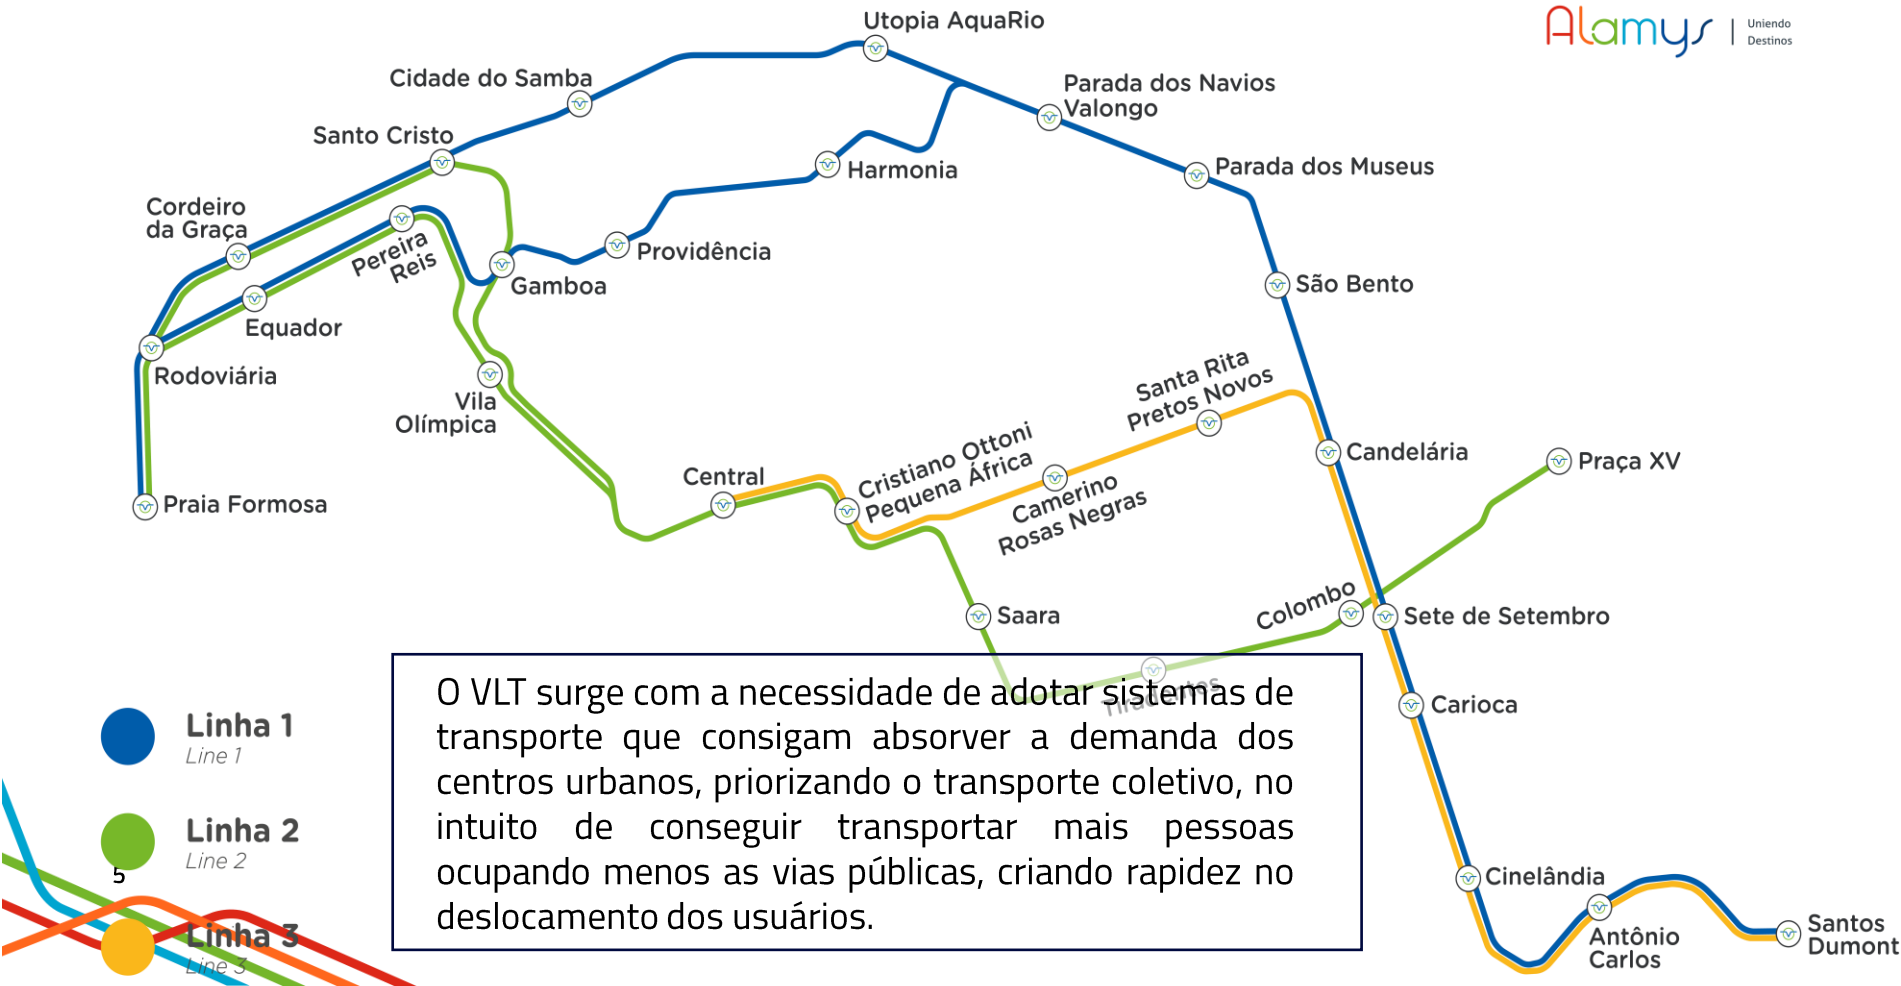 Utopia AquaRio
Alamys
Uniendo
Destinos
Cidade do Samba
Parada dos Navios
Valongo
Santo Cristo
Harmonia
Parada dos Museus
Cordeiro
da Graça
Pereira
Reis
Providência
Gamboa
São Bento
Equador
Rodoviária
Vila
Olímpica
Santa Rita
Pretos Novos
Candelária
Praça XV
Central
Cristiano Ottoni
Pequena África
Camerino
Rosas Negras
Praia Formosa
Saara
Colombo
Sete de Setembro
Tiradentes
Carioca
O VLT surge com a necessidade de adotar sistemas de
transporte que consigam absorver a demanda dos
centros urbanos, priorizando o transporte coletivo, no
intuito de conseguir transportar mais pessoas
ocupando menos as vias públicas, criando rapidez no
deslocamento dos usuários.
Linha 1
Line 1
Linha 2
Line 2
5
Linha 3
Line 3
Cinelândia
Antônio
Carlos
Santos
Dumont